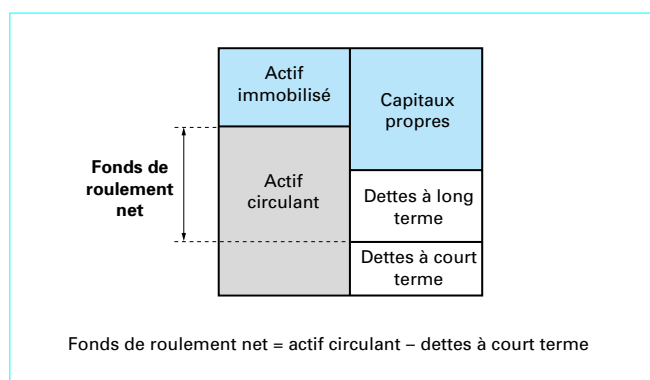 Actif
immobilisé
Capitaux
propres
Fonds de
roulement
net
Actif
circulant
Dettes à long
terme
Dettes à court
terme
Fonds de roulement net = actif circulant – dettes à court terme